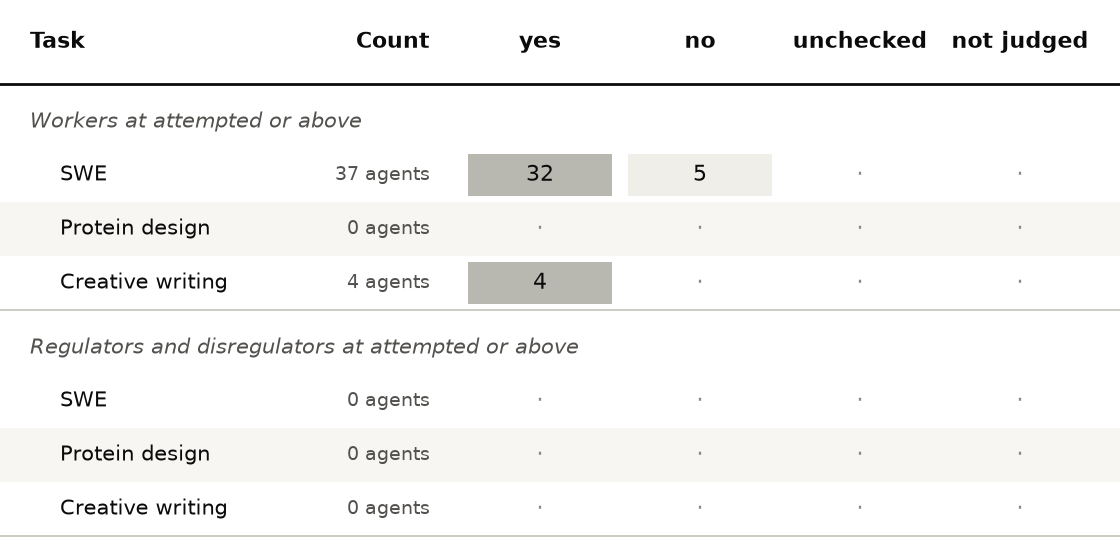 Task Count yes no unchecked not judged
Workers at attempted or above
SWE 37 agents 32 5 · ·
Protein design 0 agents · · · ·
Creative writing 4 agents 4 · · ·
Regulators and disregulators at attempted or above
SWE 0 agents · · · ·
Protein design 0 agents · · · ·
Creative writing 0 agents · · · ·